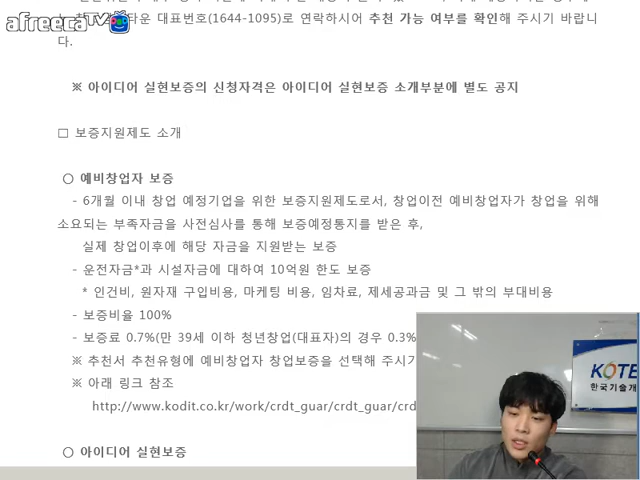 afreecaTV
타운 대표번호(1644-1095)로 연락하시어 추천 가능 여부를 확인해 주시기 바랍니
다.
※ 아이디어 실현보증의 신청자격은 아이디어 실현보증 소개부분에 별도 공지
□ 보증지원제도 소개
○ 예비창업자 보증
- 6개월 이내 창업 예정기업을 위한 보증지원제도로서, 창업이전 예비창업자가 창업을 위해
소요되는 부족자금을 사전심사를 통해 보증예정통지를 받은 후,
실제 창업이후에 해당 자금을 지원받는 보증
- 운전자금*과 시설자금에 대하여 10억원 한도 보증
* 인건비, 원자재 구입비용, 마케팅 비용, 임차료, 제세공과금 및 그 밖의 부대비용
- 보증비율 100%
- 보증료 0.7%(만 39세 이하 청년창업(대표자)의 경우 0.3%
※ 추천서 추천유형에 예비창업자 창업보증을 선택해 주시기
※ 아래 링크 참조
http://www.kodit.co.kr/work/crdt_guar/crdt_guar/crd
○ 아이디어 실현보증
KOTE
한국기술개